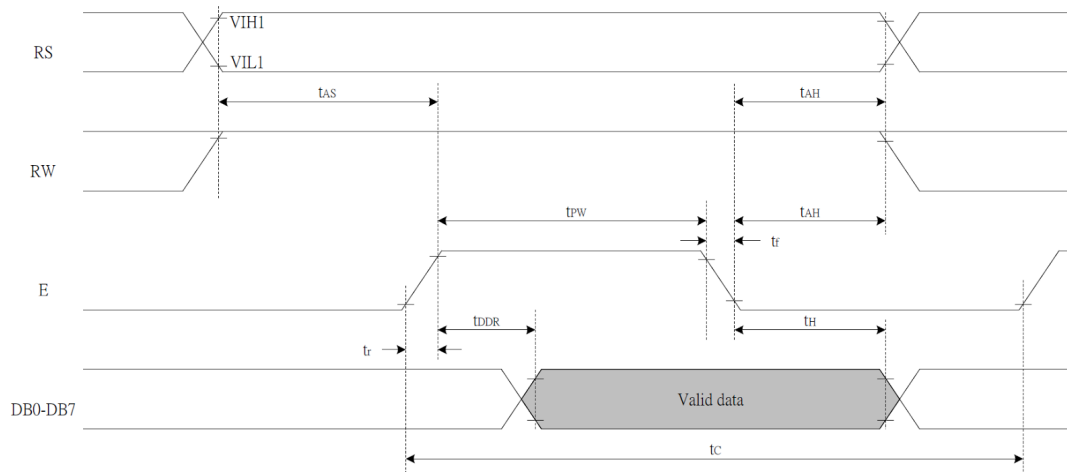 VIH1
RS
VIL1
tAS
tAH
RW
tPW
tAH
tf
E
tDDR
tH
tr
DB0-DB7
Valid data
tC